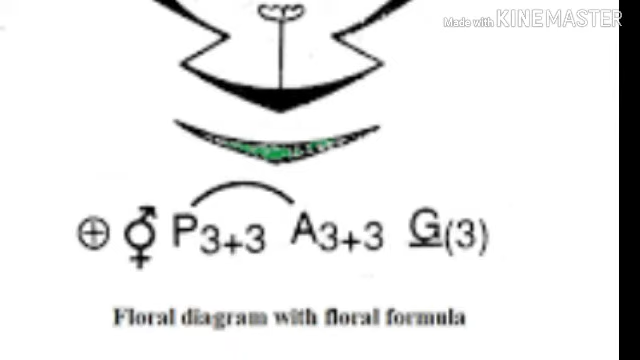 Made with KINEMASTER
⊕ ⚥ P3+3 A3+3 G(3)
Floral diagram with floral formula